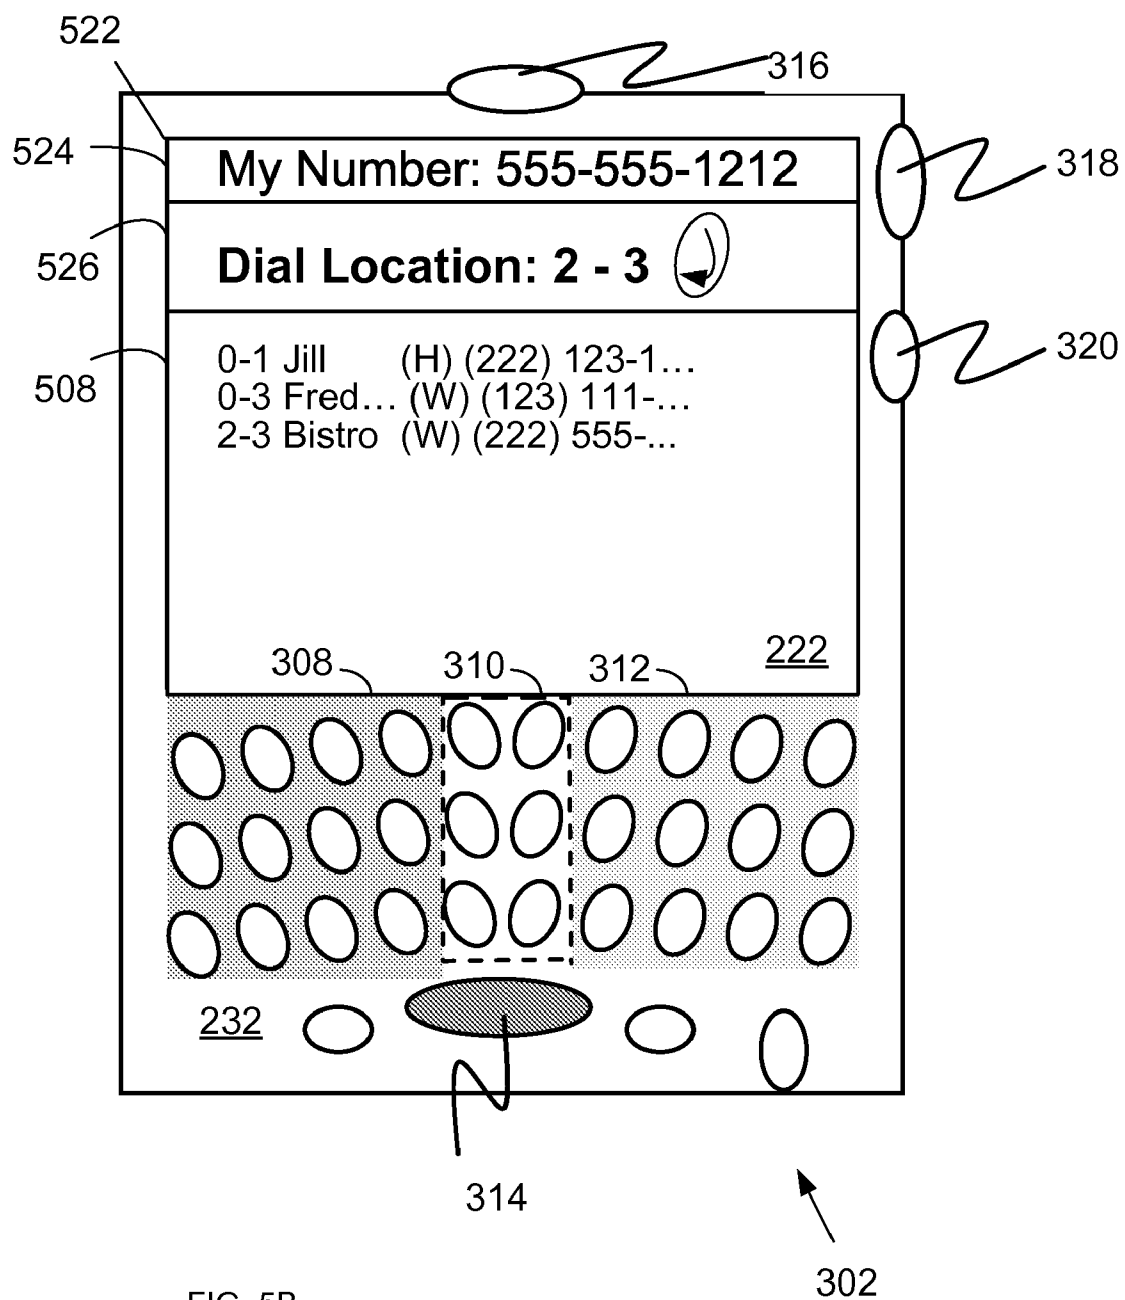 522
316
524
My Number: 555-555-1212
318
526
Dial Location: 2 - 3
320
508
0-1 Jill (H) (222) 123-1...
0-3 Fred... (W) (123) 111-...
2-3 Bistro (W) (222) 555-...
222
308
310
312
232
314
302
FIG. 5B